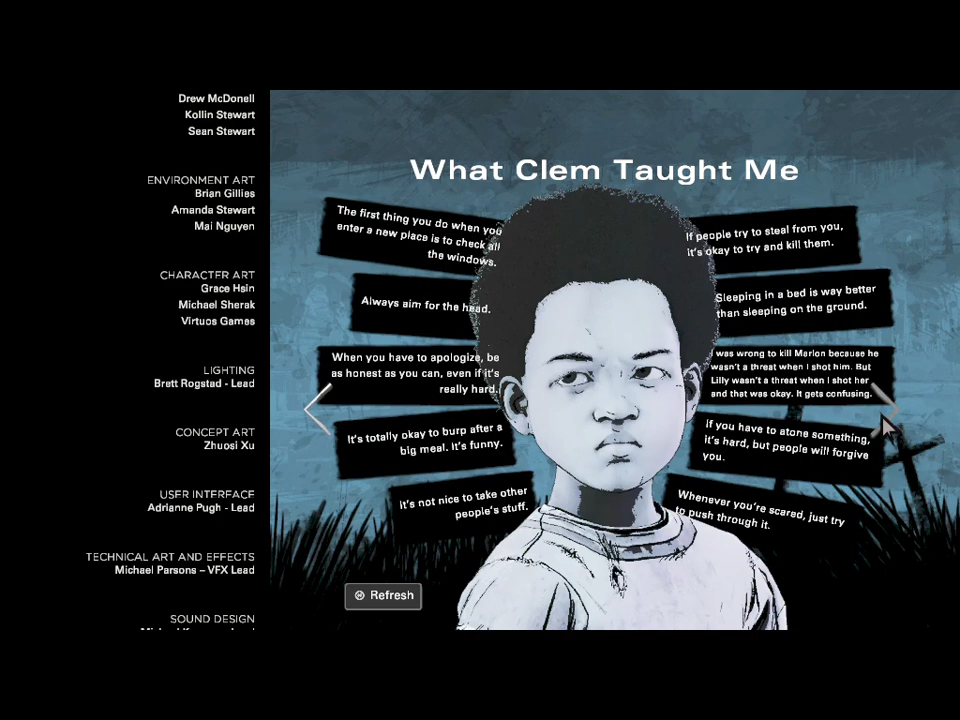 Drew McDonell
Kollin Stewart
Sean Stewart
ENVIRONMENT ART
Brian Gillies
Amanda Stewart
Mai Nguyen
CHARACTER ART
Grace Hsin
Michael Sherak
Virtuos Games
LIGHTING
Brett Rogstad - Lead
CONCEPT ART
Zhuosi Xu
USER INTERFACE
Adrianne Pugh - Lead
TECHNICAL ART AND EFFECTS
Michael Parsons – VFX Lead
SOUND DESIGN
What Clem Taught Me
The first thing you do when you
enter a new place is to check all
the windows.
Always aim for the head.
When you have to apologize, be
as honest as you can, even if it's
really hard.
It's totally okay to burp after a
big meal. It's funny.
It's not nice to take other
people's stuff.
If people try to steal from you,
it's okay to try and kill them.
Sleeping in a bed is way better
than sleeping on the ground.
was wrong to kill Marlon because he
wasn't a threat when I shot him. But
Lilly wasn't a threat when I shot her
and that was okay. It gets confusing.
If you have to atone something,
it's hard, but people will forgive
you.
Whenever you're scared, just try
to push through it.
Refresh